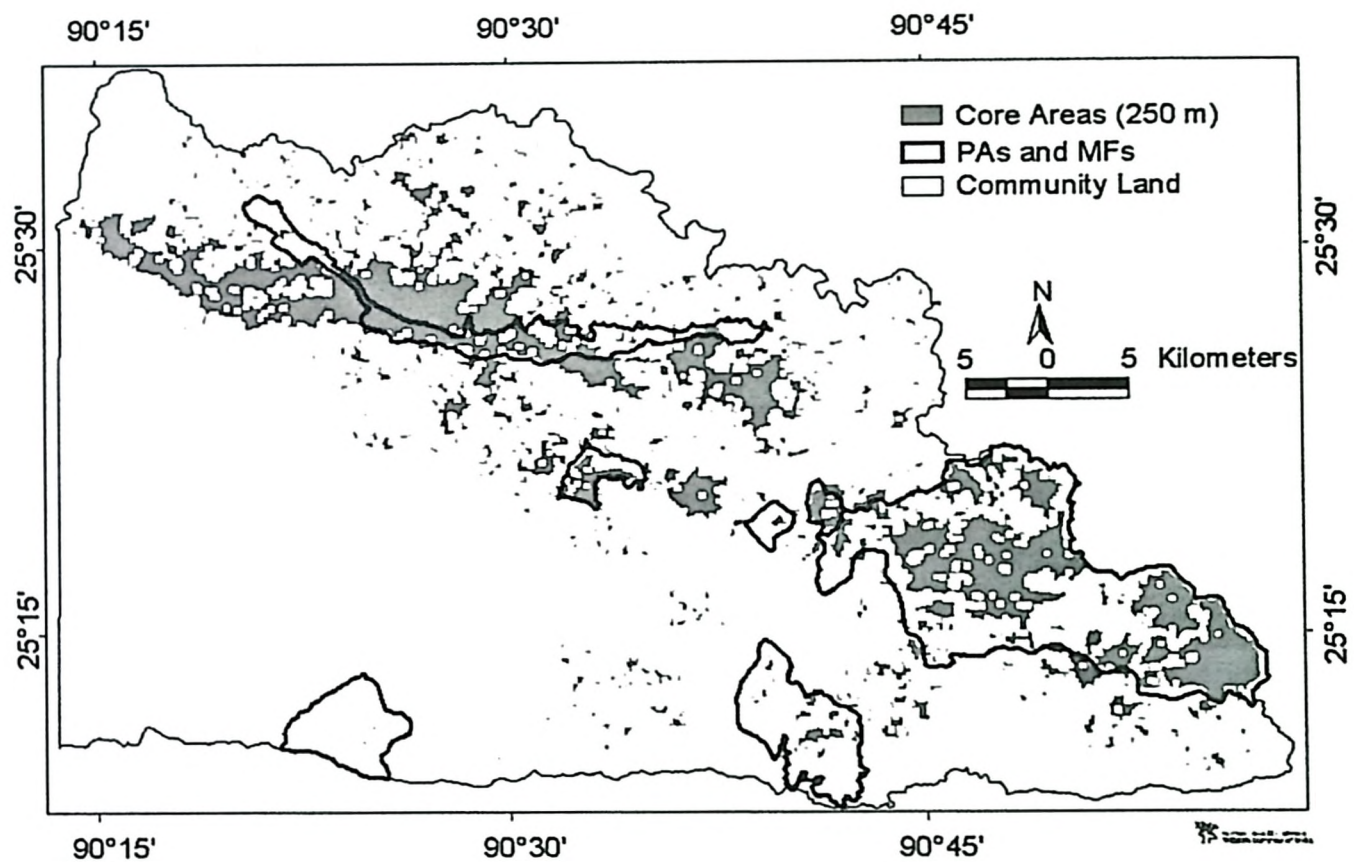 90°15' 90°30' 90°45'
Core Areas (250 m)
PAs and MFs
Community Land
25°30' 25°30'
N
5 0 5 Kilometers
25°15' 25°15'
90°15' 90°30' 90°45'